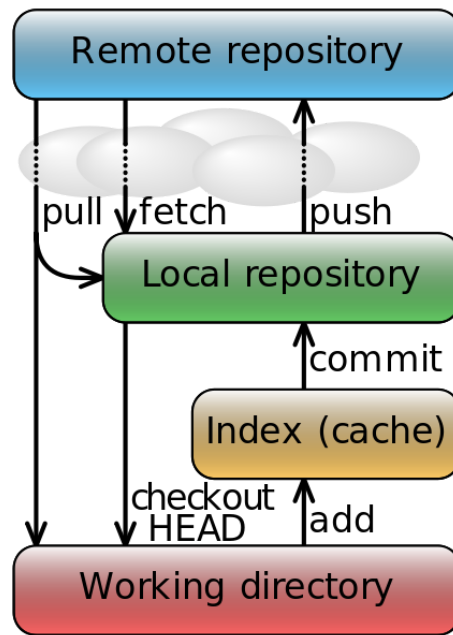 Remote repository
pull fetch push
Local repository
commit
Index (cache)
checkout
HEAD add
Working directory